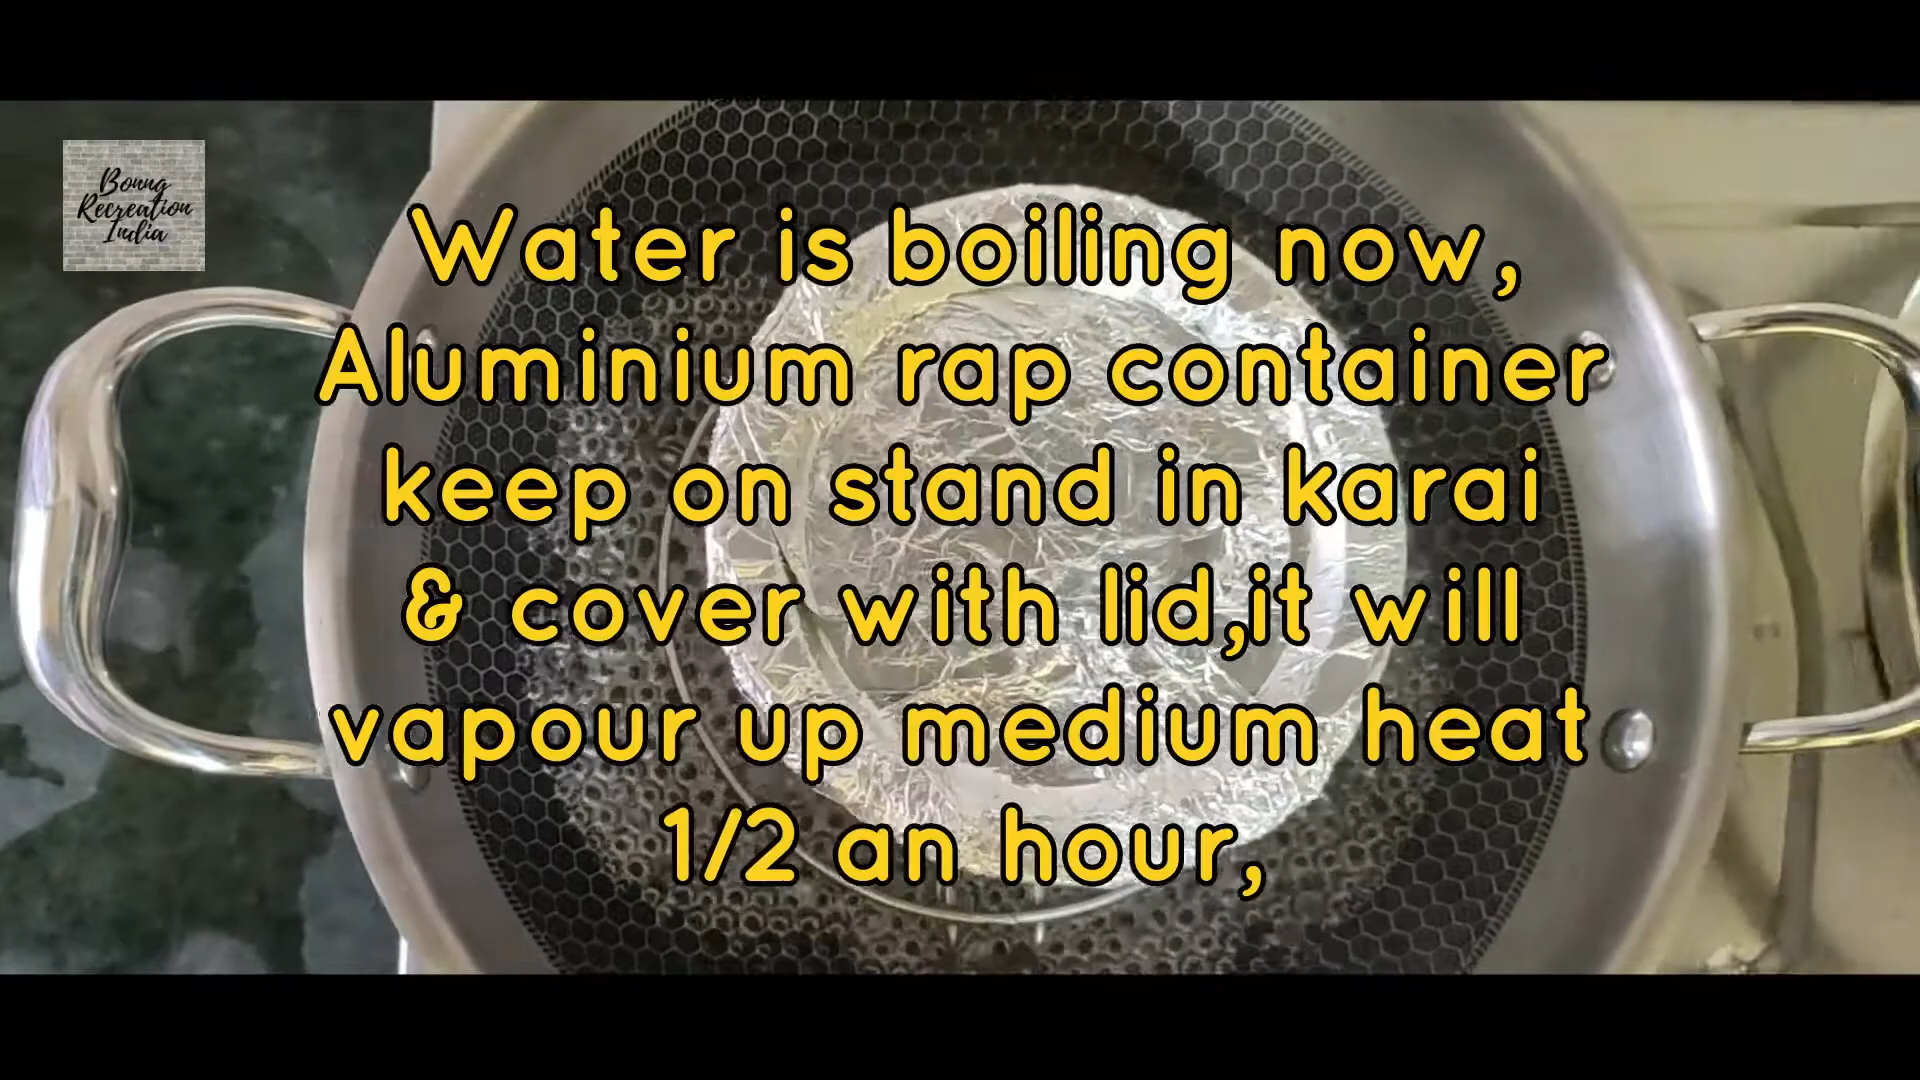 Bonng
Recreation
India
Water is boiling now,
Aluminium rap container
keep on stand in karai
& cover with lid,it will
vapour up medium heat
1/2 an hour,